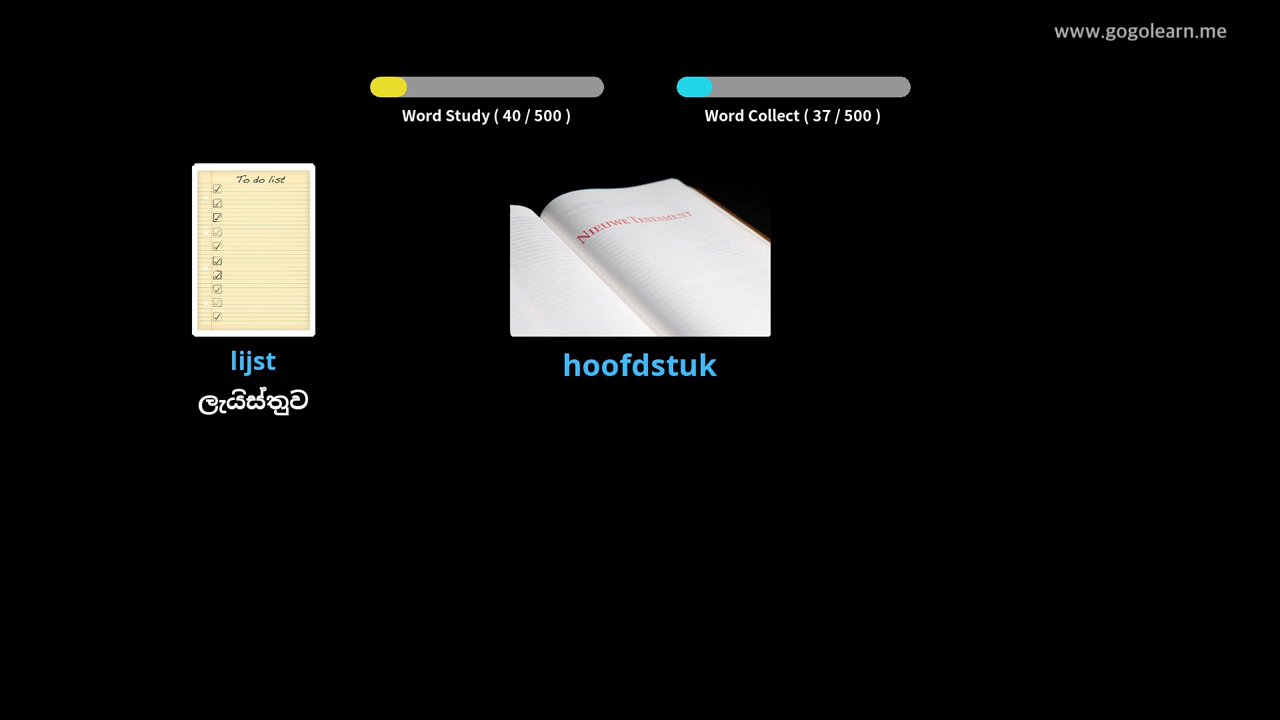 www.gogolearn.me
Word Study ( 40 / 500 )
Word Collect ( 37 / 500 )
To do list
NIEUWE TESTAMENT
lijst
hoofdstuk
ලැයිස්තුව